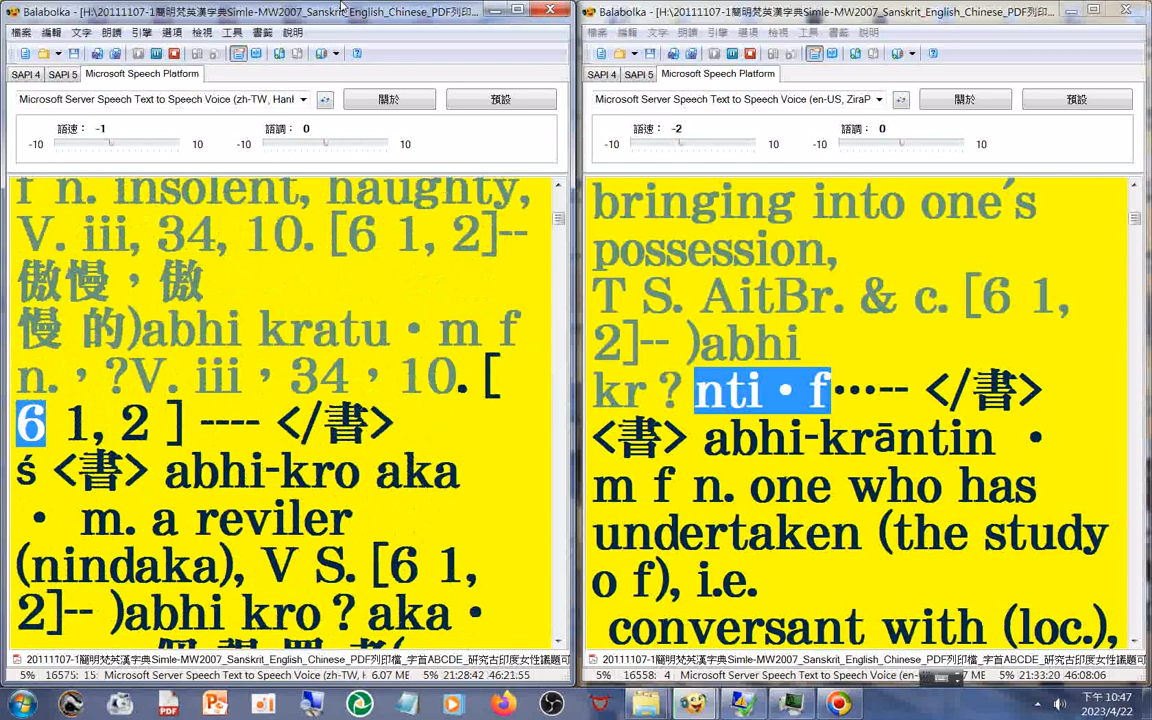 Balabolka - [H:\20111107-1簡明梵英漢字典Simle-MW2007_Sanskrit_English_Chinese_PDF列印...
檔案 編輯 文字 朗讀 引擎 選項 檢視 工具 書籤 說明
SAPI 4 SAPI 5 Microsoft Speech Platform
Microsoft Server Speech Text to Speech Voice (zh-TW, HanH 關於 預設
語速： -1 語調： 0
-10 10 -10 10
f n. insolent, haughty,
V. iii, 34, 10. [6 1, 2]--
傲慢，傲
慢 的)abhi kratu‧m f
n.，?V. iii，34，10. [
6 1, 2 ] ---- </書>
ś <書> abhi-kro aka
‧ m. a reviler
(nindaka), V S. [6 1,
2]-- )abhi kro？aka‧
20111107-1簡明梵英漢字典Simle-MW2007_Sanskrit_English_Chinese_PDF列印檔_字首ABCDE_研究古印度女性議題可
5% 16575: 15 Microsoft Server Speech Text to Speech Voice (zh-TW, H 6.07 ME 5% 21:28:42 46:21:55
Balabolka - [H:\20111107-1簡明梵英漢字典Simle-MW2007_Sanskrit_English_Chinese_PDF列印...
檔案 編輯 文字 朗讀 引擎 選項 檢視 工具 書籤 說明
SAPI 4 SAPI 5 Microsoft Speech Platform
Microsoft Server Speech Text to Speech Voice (en-US, ZiraP 關於 預設
語速： -2 語調： 0
-10 10 -10 10
bringing into one´s
possession,
T S. AitBr. & c. [6 1,
2]-- )abhi
kr？nti‧f…-- </書>
<書> abhi-krāntin ‧
m f n. one who has
undertaken (the study
o f), i.e.
conversant with (loc.),
20111107-1簡明梵英漢字典Simle-MW2007_Sanskrit_English_Chinese_PDF列印檔_字首ABCDE_研究古印度女性議題可
5% 16558: 4 Microsoft Server Speech Text to Speech Voice ME 5% 21:33:20 46:08:06
下午 10:47
2023/4/22